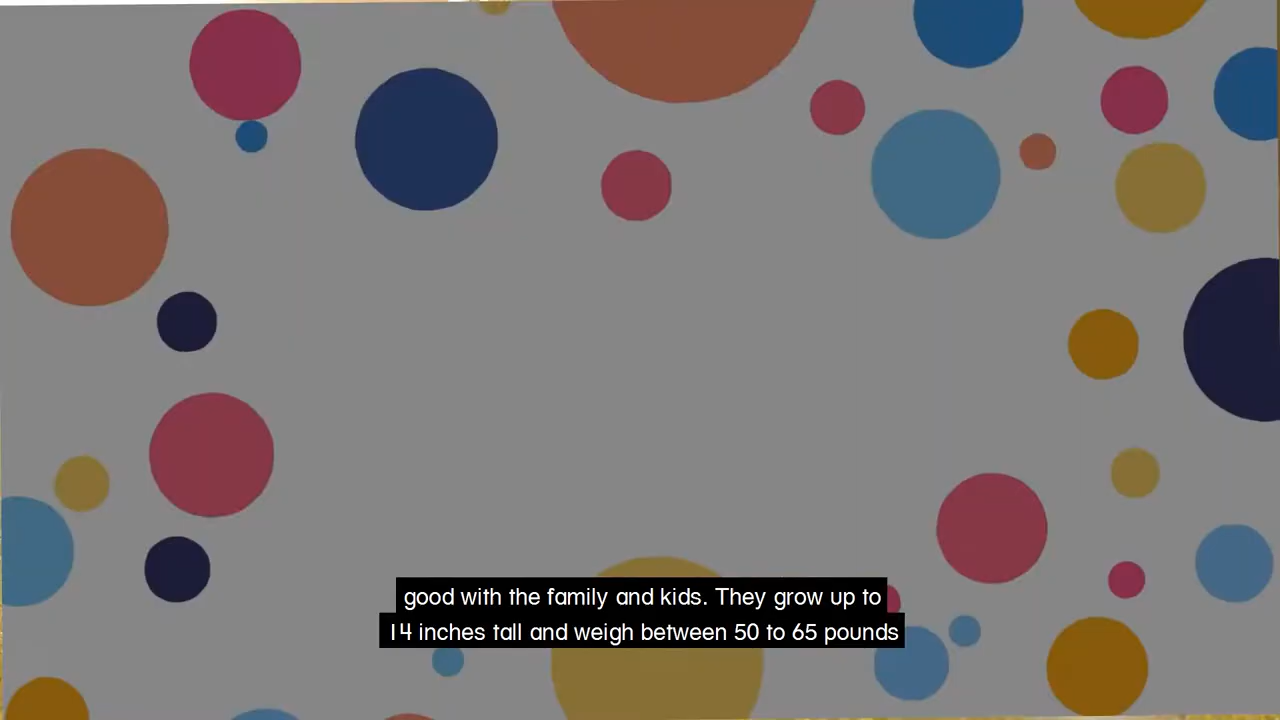 good with the family and kids. They grow up to
14 inches tall and weigh between 50 to 65 pounds